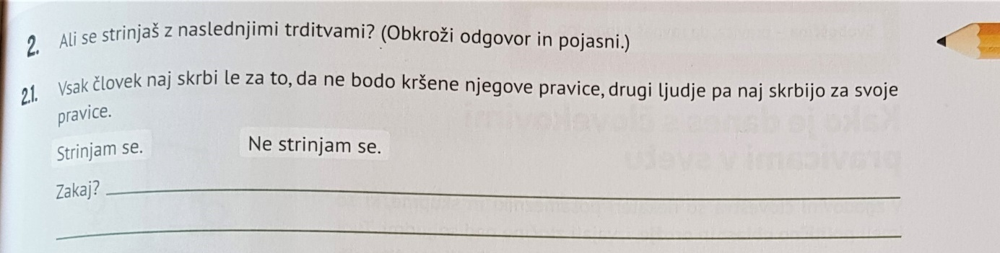 2. Ali se strinjaš z naslednjimi trditvami? (Obkroži odgovor in pojasni.)
2.1. Vsak človek naj skrbi le za to, da ne bodo kršene njegove pravice, drugi ljudje pa naj skrbijo za svoje
pravice.
Strinjam se. Ne strinjam se.
Zakaj?